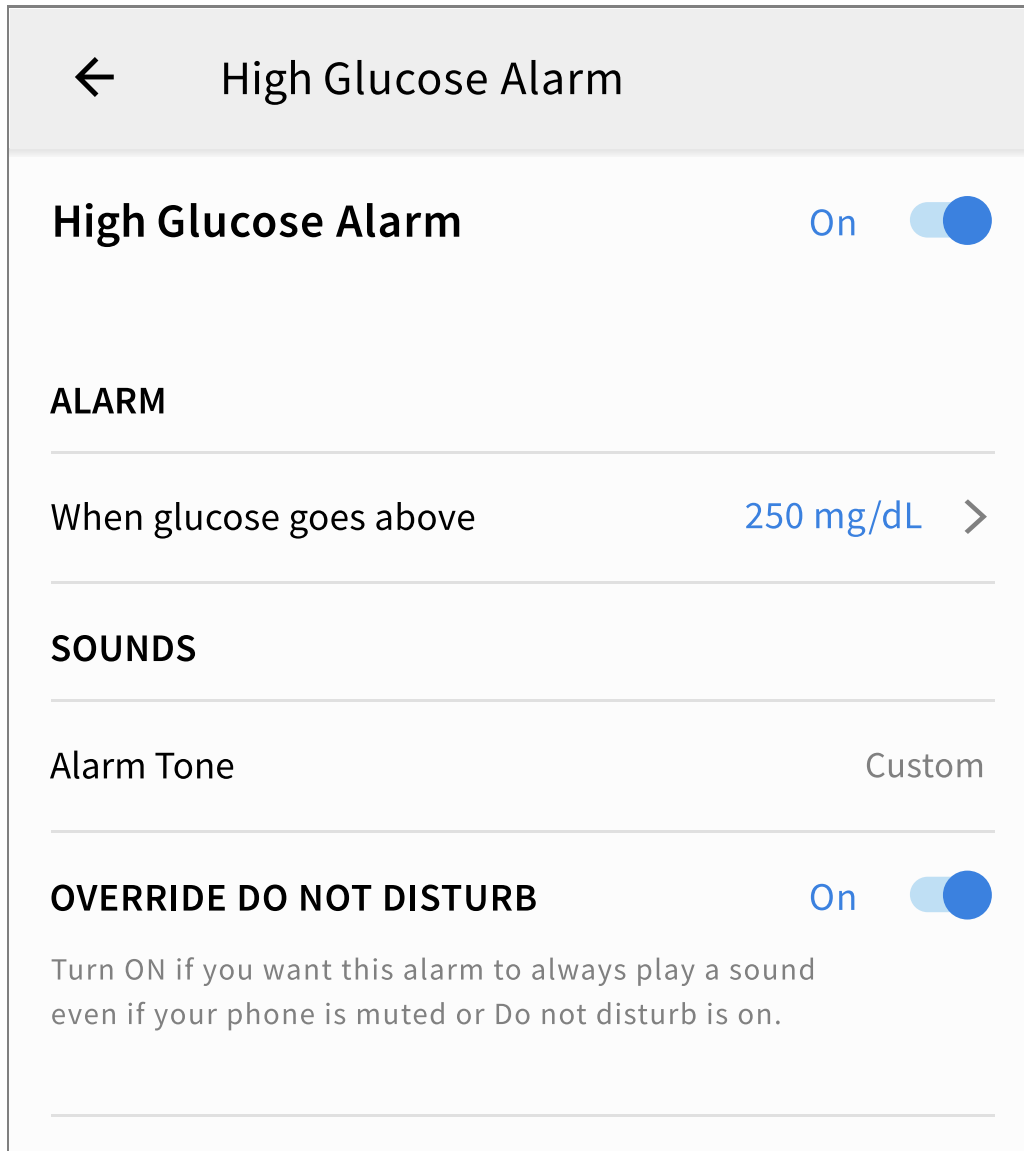 High Glucose Alarm
High Glucose Alarm On
ALARM
When glucose goes above 250 mg/dL
SOUNDS
Alarm Tone Custom
OVERRIDE DO NOT DISTURB On
Turn ON if you want this alarm to always play a sound
even if your phone is muted or Do not disturb is on.